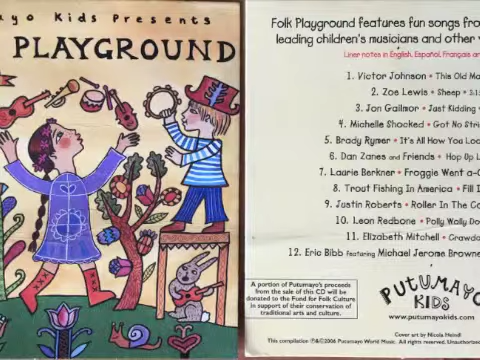 ayo Kids Presents
PLAYGROUND
Folk Playground features fun songs fro
leading children's musicians and other
Liner notes in English, Español, Français an
1. Victor Johnson • This Old Ma
2. Zoe Lewis • Sheep •
3. Jon Gailmor • Just Kidding
4. Michelle Shocked • Got No Stri
5. Brady Rymer • It's All How You Loo
6. Dan Zanes and Friends • Hop Up
7. Laurie Berkner • Froggie Went a-C
8. Trout Fishing In America • Fill
9. Justin Roberts • Roller In The Co
10. Leon Redbone • Polly Wally Do
11. Elizabeth Mitchell • Crawda
12. Eric Bibb featuring Michael Jerome Browne
A portion of Putumayo's proceeds
from the sale of this CD will be
donated to the Fund for Folk Culture
in support of their conservation of
traditional arts and culture.
PUTUMAYO
KIDS
www.putumayokids.com
Cover art by Nicola Heindl
This compilation ℗&©2006 Putumayo World Music. All Rights Reserved. Unauthorized